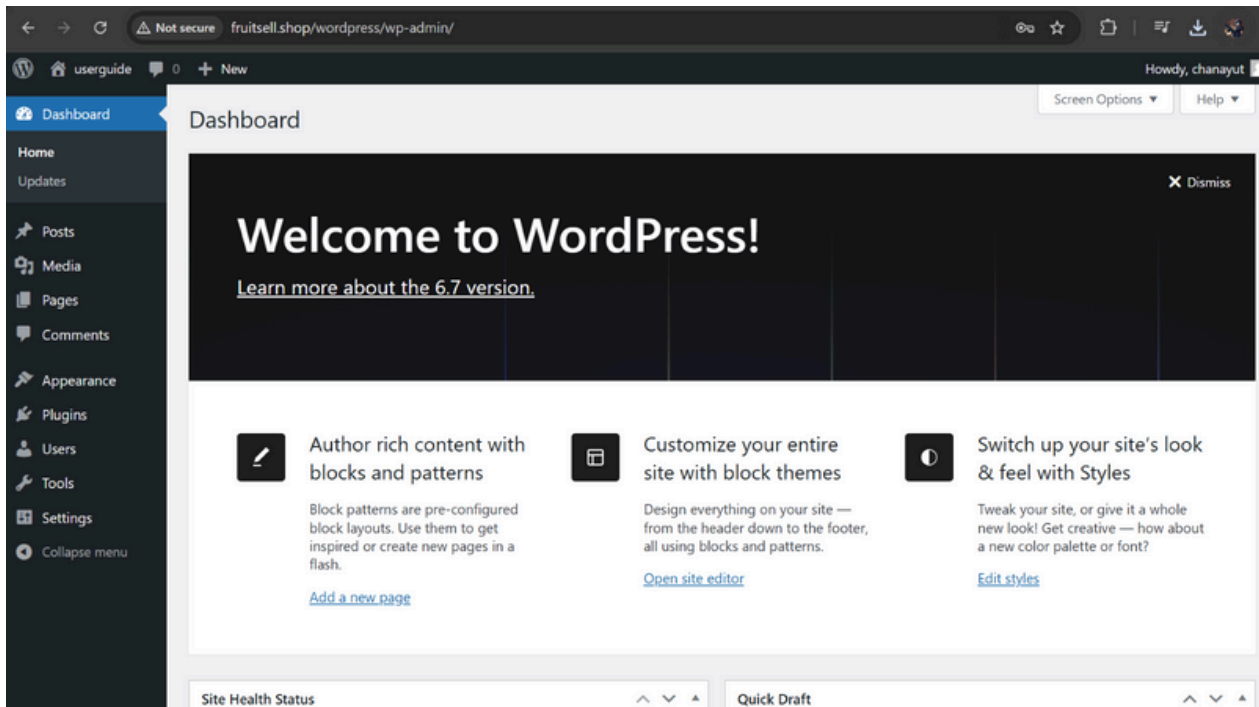 Not secure fruitsell.shop/wordpress/wp-admin/
userguide 0 + New Howdy, chanayut
Screen Options ▼ Help ▼
Dashboard
Home
Updates
Posts
Media
Pages
Comments
Appearance
Plugins
Users
Tools
Settings
Collapse menu
Dashboard
Dismiss
Welcome to WordPress!
Learn more about the 6.7 version.
Author rich content with
blocks and patterns
Block patterns are pre-configured
block layouts. Use them to get
inspired or create new pages in a
flash.
Add a new page
Customize your entire
site with block themes
Design everything on your site —
from the header down to the footer,
all using blocks and patterns.
Open site editor
Switch up your site's look
& feel with Styles
Tweak your site, or give it a whole
new look! Get creative — how about
a new color palette or font?
Edit styles
Site Health Status
Quick Draft